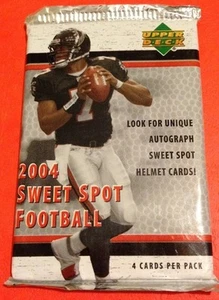 UPPER
DECK
LOOK FOR UNIQUE
AUTOGRAPH
SWEET SPOT
HELMET CARDS!
2004
SWEET SPOT
FOOTBALL
4 CARDS PER PACK